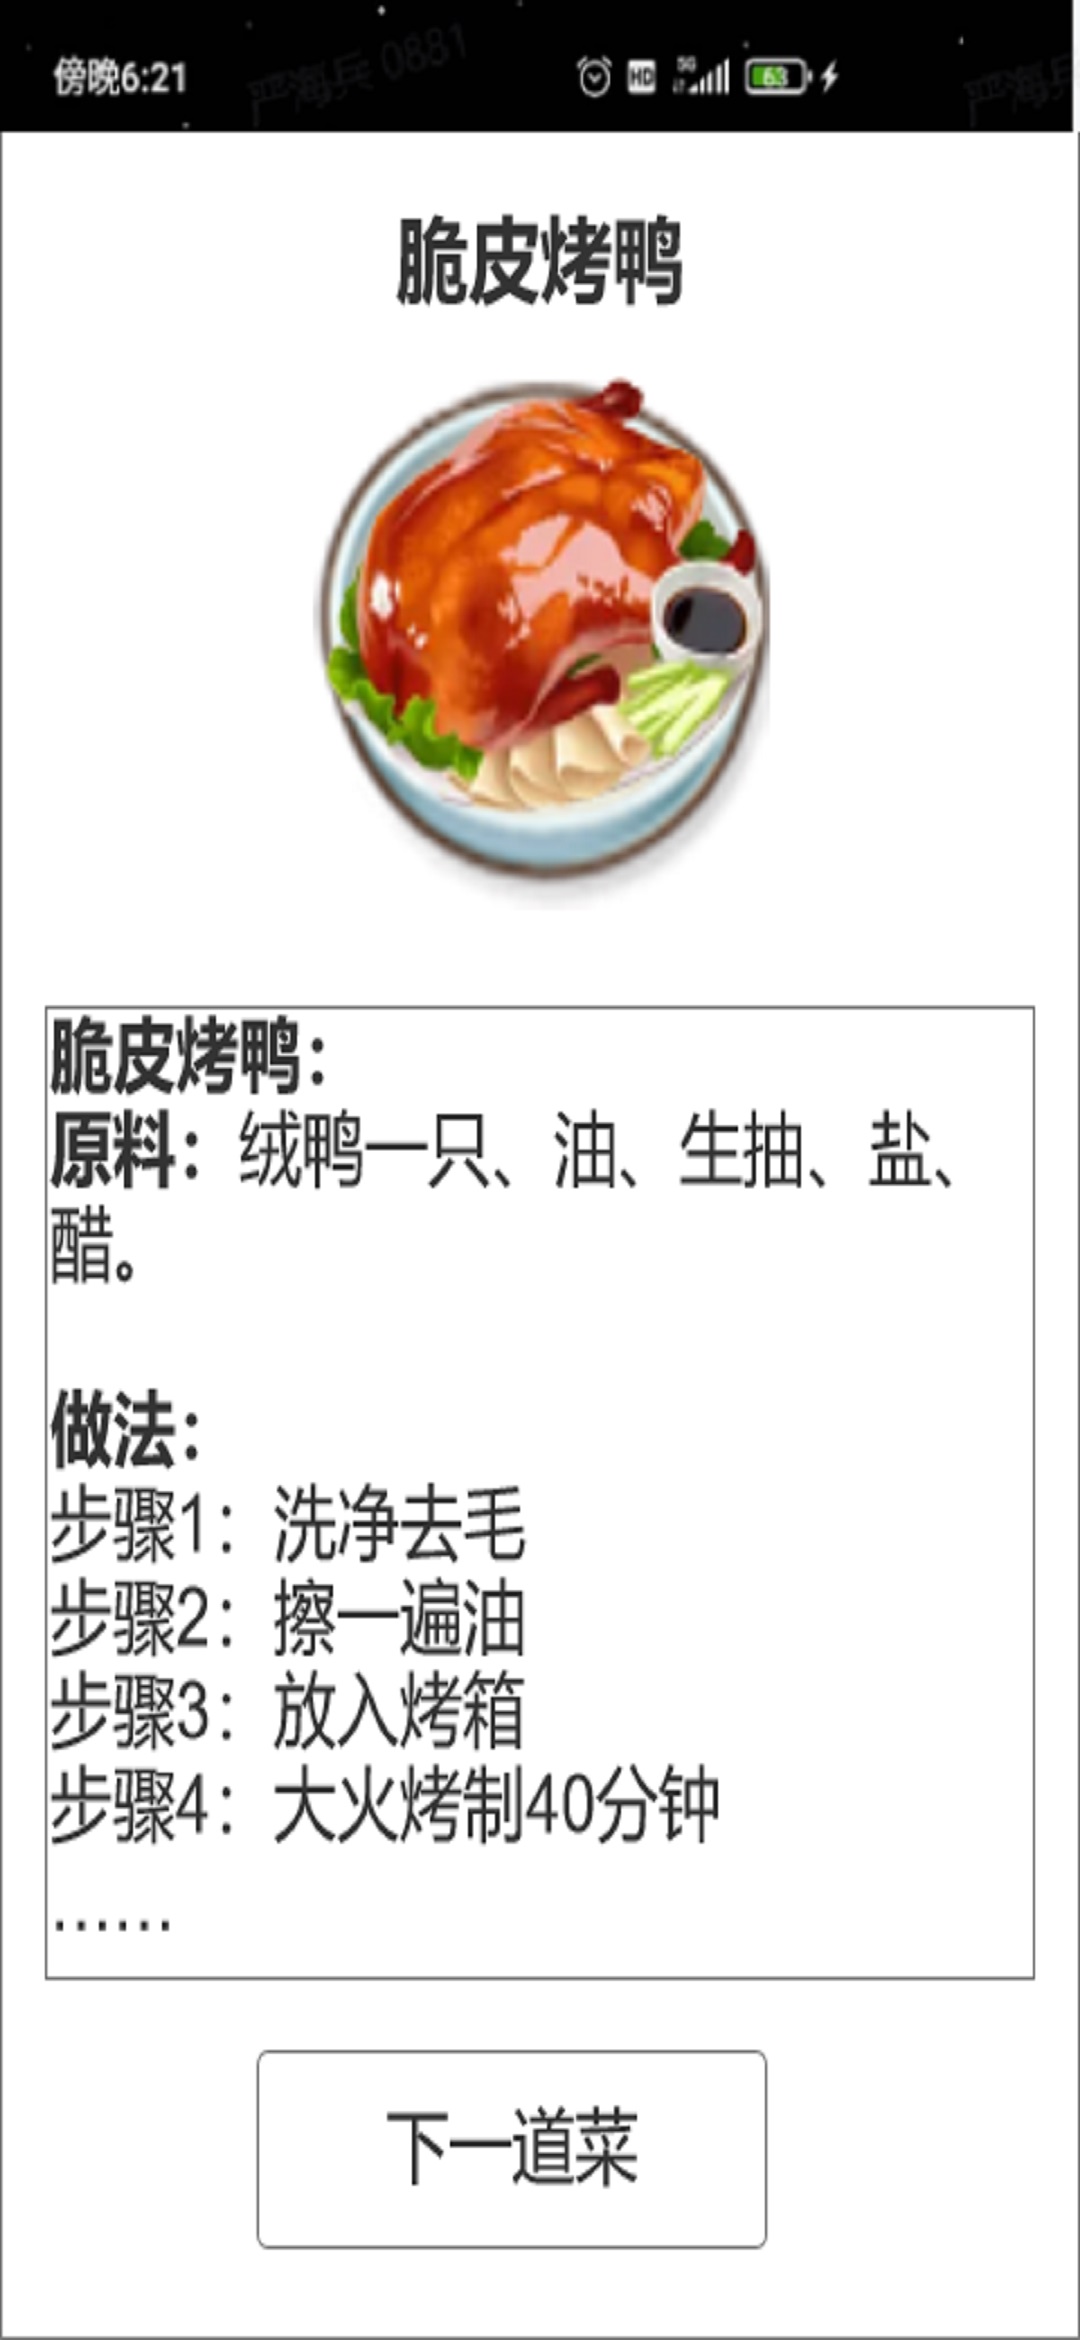 傍晚6:21
严海兵 0881
HD
5G
63
脆皮烤鸭
脆皮烤鸭：
原料：绒鸭一只、油、生抽、盐、
醋。
做法：
步骤1：洗净去毛
步骤2：擦一遍油
步骤3：放入烤箱
步骤4：大火烤制40分钟
……
下一道菜